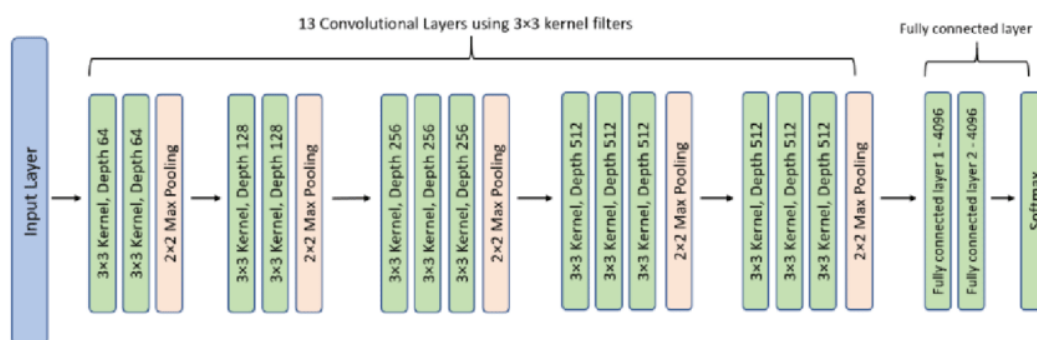 13 Convolutional Layers using 3×3 kernel filters
Fully connected layer
Input Layer
3×3 Kernel, Depth 64
3×3 Kernel, Depth 64
2×2 Max Pooling
3×3 Kernel, Depth 128
3×3 Kernel, Depth 128
2×2 Max Pooling
3×3 Kernel, Depth 256
3×3 Kernel, Depth 256
3×3 Kernel, Depth 256
2×2 Max Pooling
3×3 Kernel, Depth 512
3×3 Kernel, Depth 512
3×3 Kernel, Depth 512
2×2 Max Pooling
3×3 Kernel, Depth 512
3×3 Kernel, Depth 512
3×3 Kernel, Depth 512
2×2 Max Pooling
Fully connected layer 1 - 4096
Fully connected layer 2 - 4096
Softmax